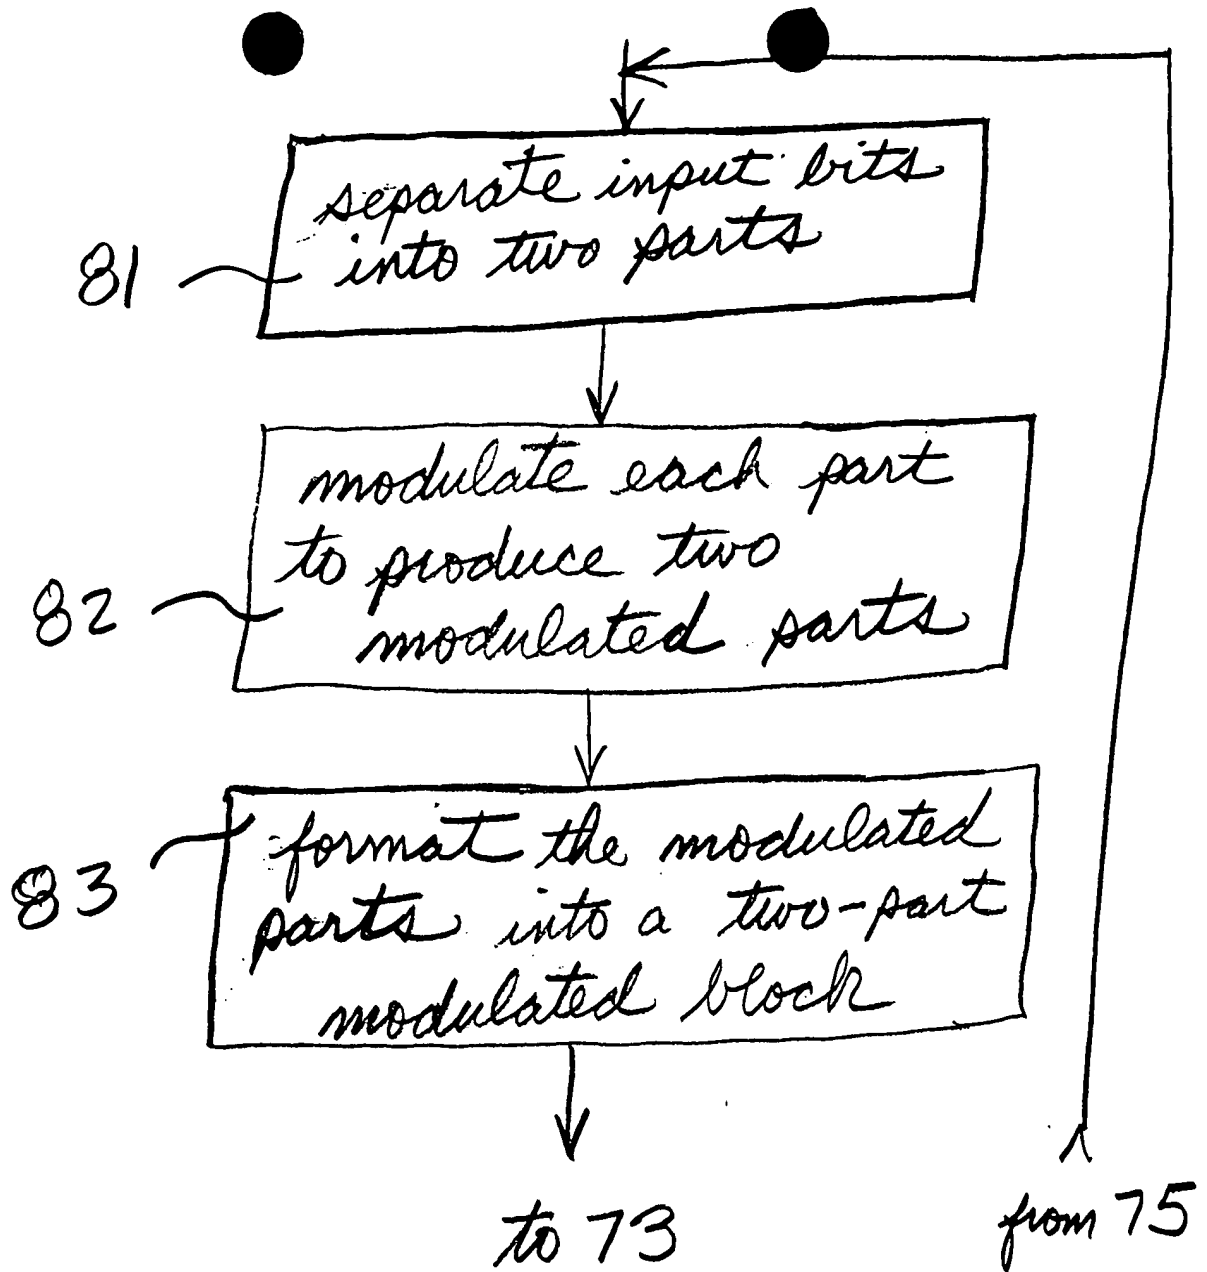 separate input bits
into two parts
81
modulate each part
to produce two
modulated parts
82
format the modulated
parts into a two-part
modulated block
83
to 73
from 75